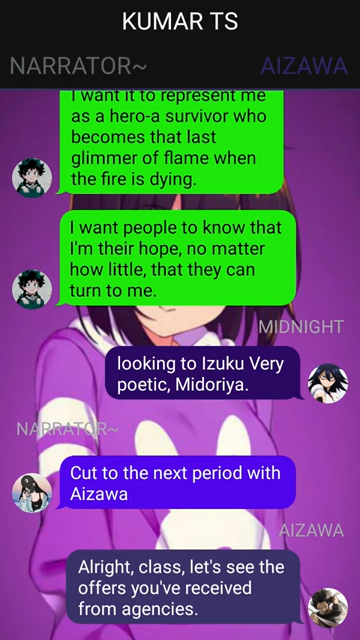 KUMAR TS
NARRATOR~
AIZAWA
I want it to represent me
as a hero-a survivor who
becomes that last
glimmer of flame when
the fire is dying.
I want people to know that
I'm their hope, no matter
how little, that they can
turn to me.
MIDNIGHT
looking to Izuku Very
poetic, Midoriya.
NARRATOR~
Cut to the next period with
Aizawa
AIZAWA
Alright, class, let's see the
offers you've received
from agencies.